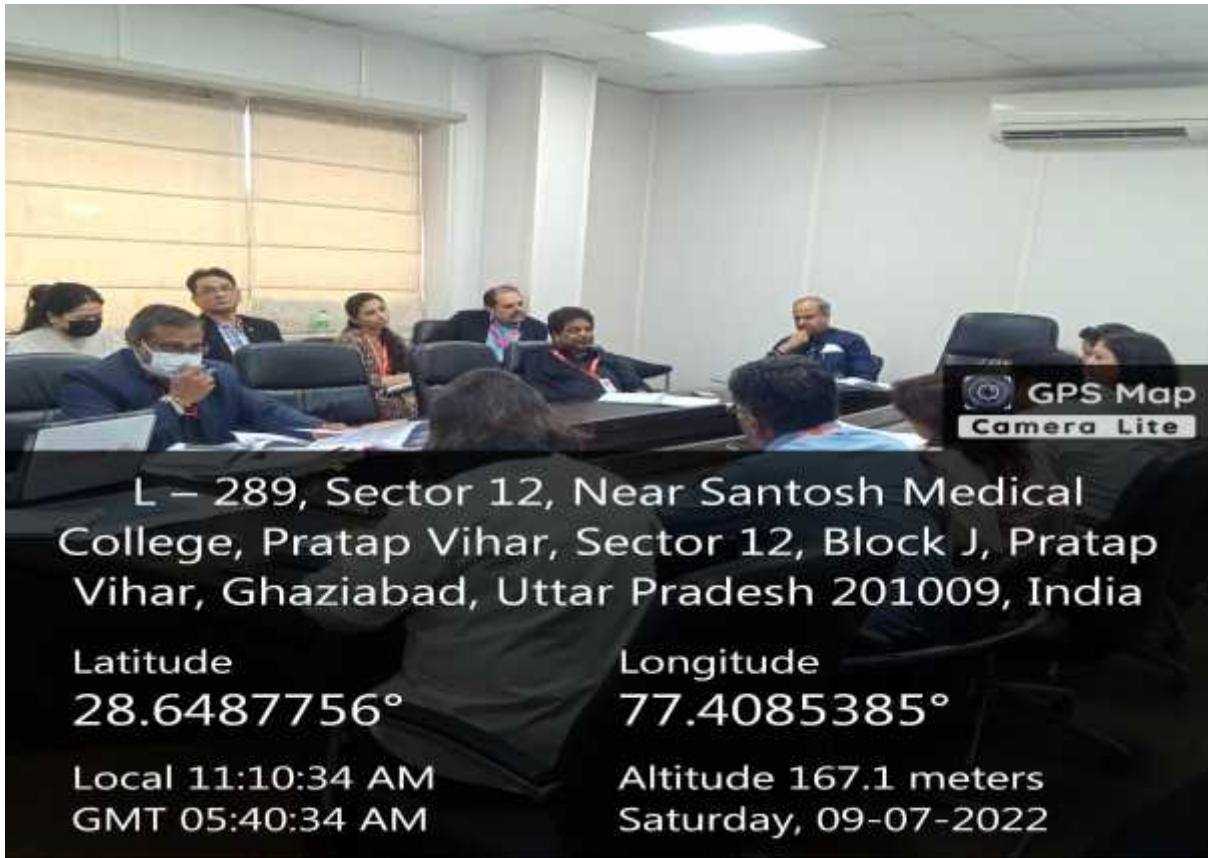 GPS Map
Camera Lite
L – 289, Sector 12, Near Santosh Medical
College, Pratap Vihar, Sector 12, Block J, Pratap
Vihar, Ghaziabad, Uttar Pradesh 201009, India
Latitude
28.6487756°
Longitude
77.4085385°
Local 11:10:34 AM
GMT 05:40:34 AM
Altitude 167.1 meters
Saturday, 09-07-2022